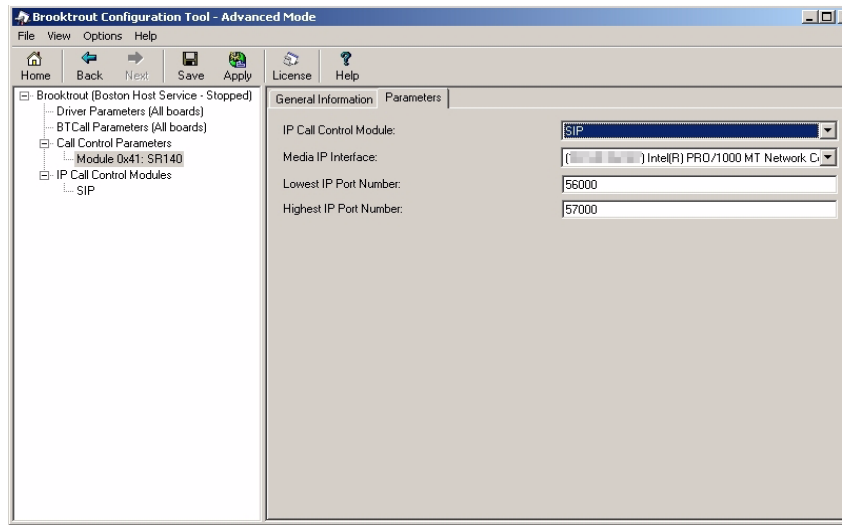 Brooktrout Configuration Tool - Advanced Mode
File View Options Help
Home Back Next Save Apply License Help
Brooktrout (Boston Host Service - Stopped)
Driver Parameters (All boards)
BTCall Parameters (All boards)
Call Control Parameters
Module 0x41: SR140
IP Call Control Modules
SIP
General Information Parameters
IP Call Control Module: SIP
Media IP Interface: ( ) Intel(R) PRO/1000 MT Network C
Lowest IP Port Number: 56000
Highest IP Port Number: 57000